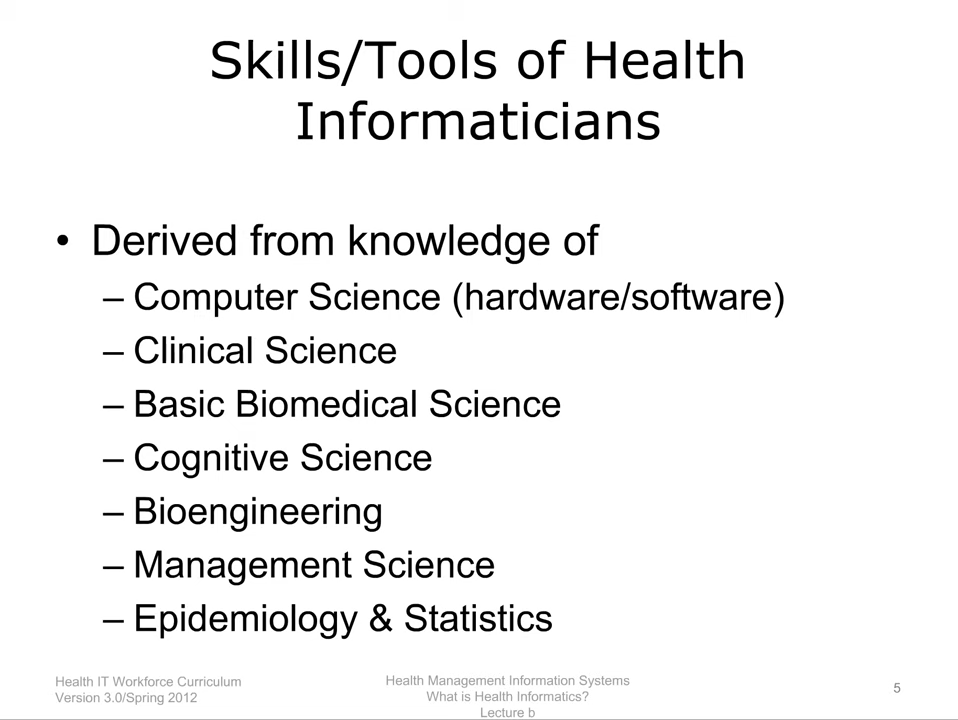 Skills/Tools of Health
Informaticians
• Derived from knowledge of
– Computer Science (hardware/software)
– Clinical Science
– Basic Biomedical Science
– Cognitive Science
– Bioengineering
– Management Science
– Epidemiology & Statistics
Health IT Workforce Curriculum
Version 3.0/Spring 2012
Health Management Information Systems
What is Health Informatics?
Lecture b
5